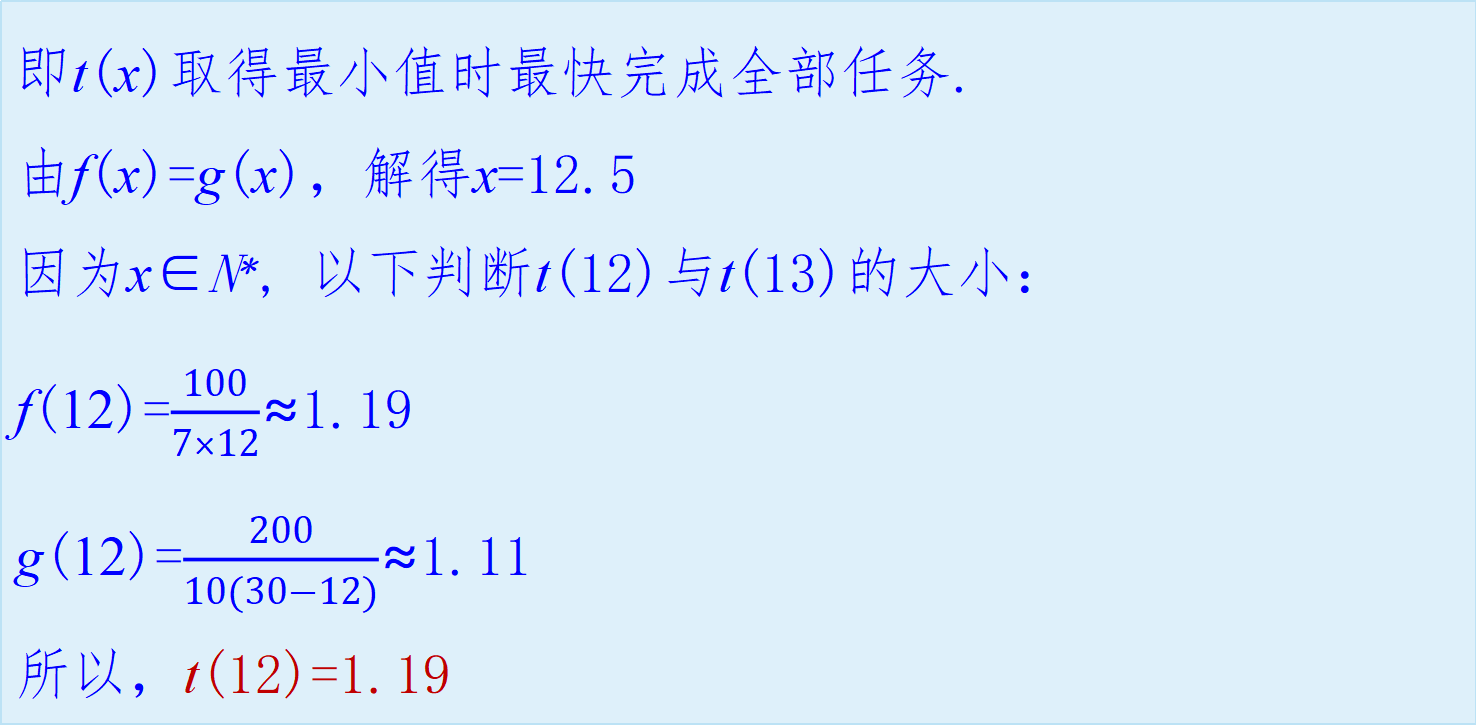 即t(x)取得最小值时最快完成全部任务.
由f(x)=g(x)，解得x=12.5
因为x∈N*, 以下判断t(12)与t(13)的大小：
f(12)=\frac{100}{7×12}≈1.19
g(12)=\frac{200}{10(30−12)}≈1.11
所以，t(12)=1.19